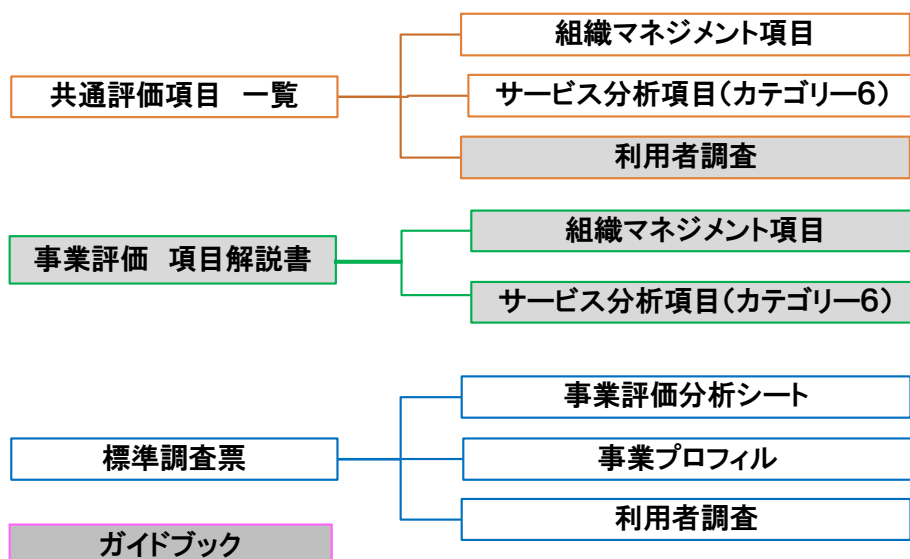 共通評価項目　一覧
組織マネジメント項目
サービス分析項目（カテゴリー６）
利用者調査
事業評価　項目解説書
組織マネジメント項目
サービス分析項目（カテゴリー６）
標準調査票
事業評価分析シート
事業プロフィル
利用者調査
ガイドブック